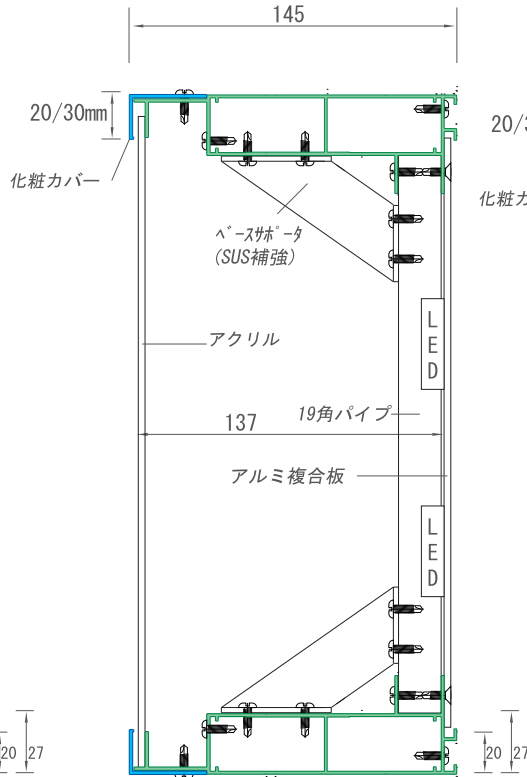 145
20/30mm
20/3
化粧カバー
化粧カ
ベースサポータ
(SUS補強)
アクリル
LED
19角パイプ
137
アルミ複合板
LED
20
27
20
27